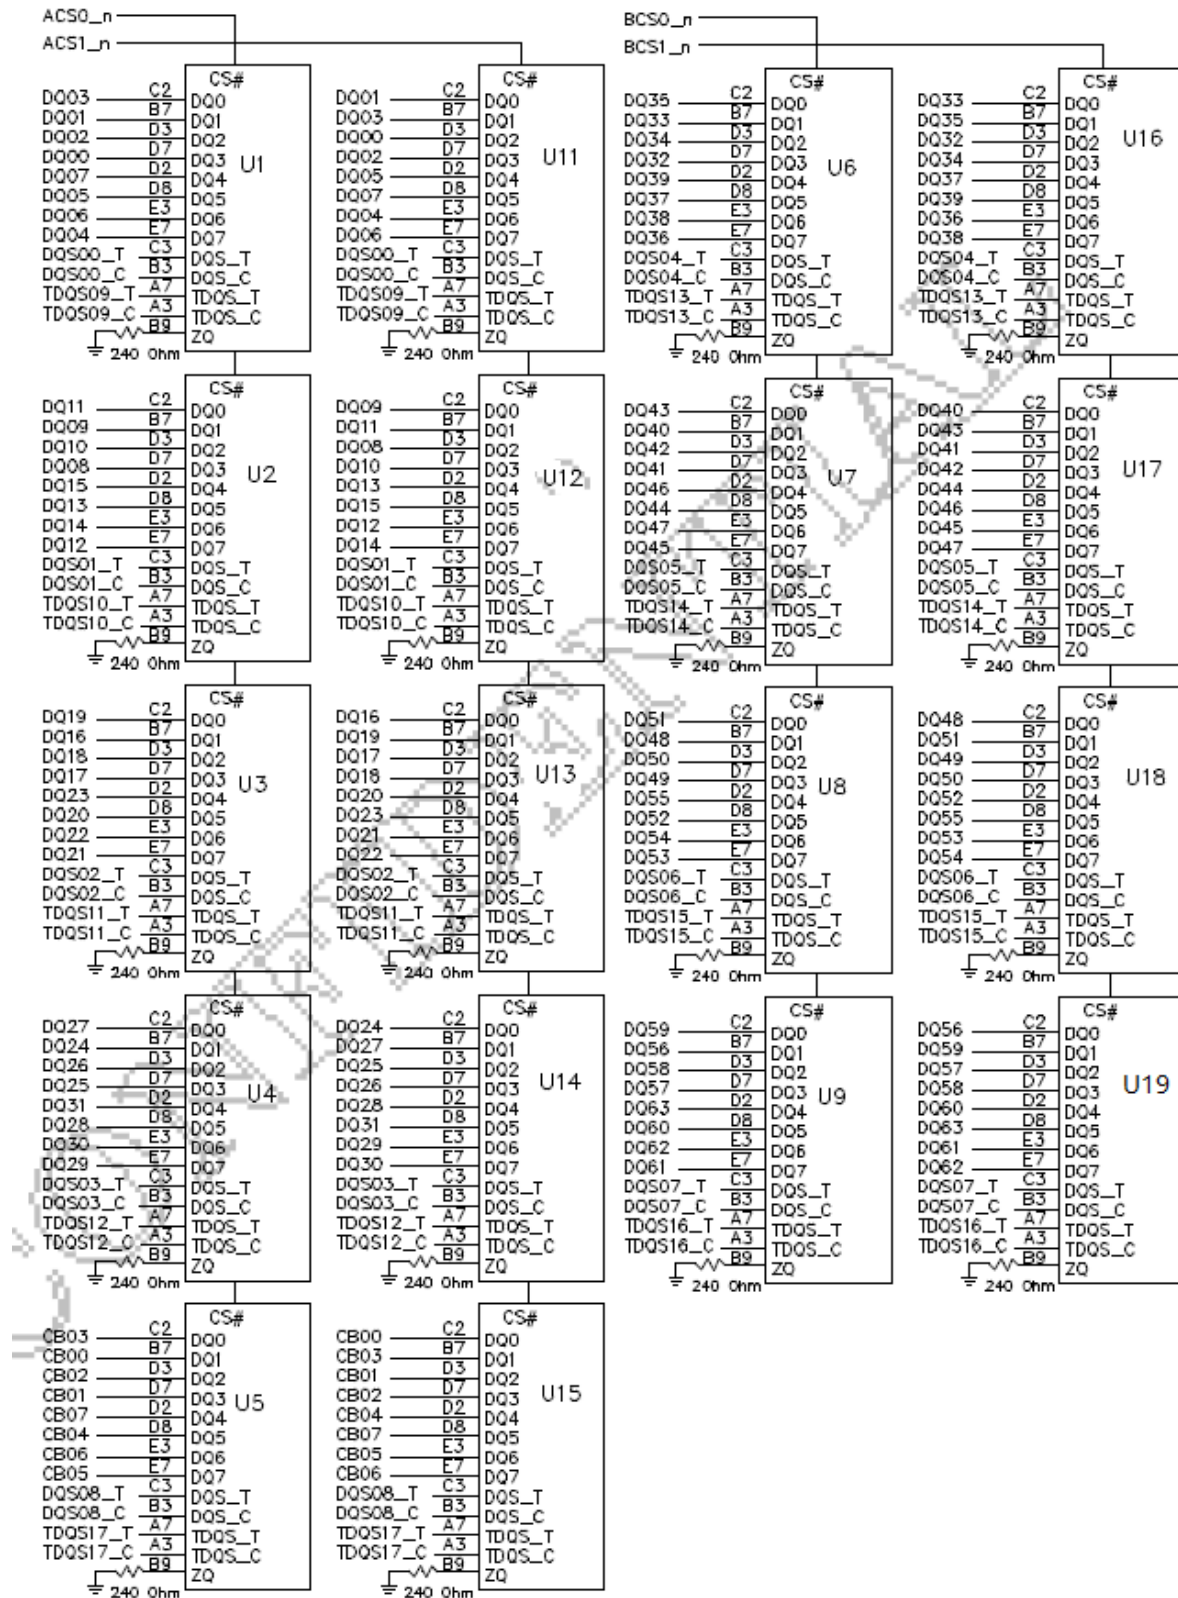 ACS0_n
ACS1_n
CS#
U1
DQ03 C2 DQ0
DQ01 B7 DQ1
DQ02 D3 DQ2
DQ00 D7 DQ3
DQ07 D2 DQ4
DQ05 D8 DQ5
DQ06 E3 DQ6
DQ04 E7 DQ7
DQS00_T C3 DQS_T
DQS00_C B3 DQS_C
TDQS09_T A7 TDQS_T
TDQS09_C A3 TDQS_C
B9 ZQ
240 Ohm
CS#
U2
DQ11 C2 DQ0
DQ09 B7 DQ1
DQ10 D3 DQ2
DQ08 D7 DQ3
DQ15 D2 DQ4
DQ13 D8 DQ5
DQ14 E3 DQ6
DQ12 E7 DQ7
DQS01_T C3 DQS_T
DQS01_C B3 DQS_C
TDQS10_T A7 TDQS_T
TDQS10_C A3 TDQS_C
B9 ZQ
240 Ohm
CS#
U3
DQ19 C2 DQ0
DQ16 B7 DQ1
DQ18 D3 DQ2
DQ17 D7 DQ3
DQ23 D2 DQ4
DQ20 D8 DQ5
DQ22 E3 DQ6
DQ21 E7 DQ7
DQS02_T C3 DQS_T
DQS02_C B3 DQS_C
TDQS11_T A7 TDQS_T
TDQS11_C A3 TDQS_C
B9 ZQ
240 Ohm
CS#
U4
DQ27 C2 DQ0
DQ24 B7 DQ1
DQ26 D3 DQ2
DQ25 D7 DQ3
DQ31 D2 DQ4
DQ28 D8 DQ5
DQ30 E3 DQ6
DQ29 E7 DQ7
DQS03_T C3 DQS_T
DQS03_C B3 DQS_C
TDQS12_T A7 TDQS_T
TDQS12_C A3 TDQS_C
B9 ZQ
240 Ohm
CS#
U5
CB03 C2 DQ0
CB00 B7 DQ1
CB02 D3 DQ2
CB01 D7 DQ3
CB07 D2 DQ4
CB04 D8 DQ5
CB06 E3 DQ6
CB05 E7 DQ7
DQS08_T C3 DQS_T
DQS08_C B3 DQS_C
TDQS17_T A7 TDQS_T
TDQS17_C A3 TDQS_C
B9 ZQ
240 Ohm
CS#
U11
DQ01 C2 DQ0
DQ03 B7 DQ1
DQ00 D3 DQ2
DQ02 D7 DQ3
DQ05 D2 DQ4
DQ07 D8 DQ5
DQ04 E3 DQ6
DQ06 E7 DQ7
DQS00_T C3 DQS_T
DQS00_C B3 DQS_C
TDQS09_T A7 TDQS_T
TDQS09_C A3 TDQS_C
B9 ZQ
240 Ohm
CS#
U12
DQ09 C2 DQ0
DQ11 B7 DQ1
DQ08 D3 DQ2
DQ10 D7 DQ3
DQ13 D2 DQ4
DQ15 D8 DQ5
DQ12 E3 DQ6
DQ14 E7 DQ7
DQS01_T C3 DQS_T
DQS01_C B3 DQS_C
TDQS10_T A7 TDQS_T
TDQS10_C A3 TDQS_C
B9 ZQ
240 Ohm
CS#
U13
DQ16 C2 DQ0
DQ19 B7 DQ1
DQ17 D3 DQ2
DQ18 D7 DQ3
DQ20 D2 DQ4
DQ23 D8 DQ5
DQ21 E3 DQ6
DQ22 E7 DQ7
DQS02_T C3 DQS_T
DQS02_C B3 DQS_C
TDQS11_T A7 TDQS_T
TDQS11_C A3 TDQS_C
B9 ZQ
240 Ohm
CS#
U14
DQ24 C2 DQ0
DQ27 B7 DQ1
DQ25 D3 DQ2
DQ26 D7 DQ3
DQ28 D2 DQ4
DQ31 D8 DQ5
DQ29 E3 DQ6
DQ30 E7 DQ7
DQS03_T C3 DQS_T
DQS03_C B3 DQS_C
TDQS12_T A7 TDQS_T
TDQS12_C A3 TDQS_C
B9 ZQ
240 Ohm
CS#
U15
CB00 C2 DQ0
CB03 B7 DQ1
CB01 D3 DQ2
CB02 D7 DQ3
CB04 D2 DQ4
CB07 D8 DQ5
CB05 E3 DQ6
CB06 E7 DQ7
DQS08_T C3 DQS_T
DQS08_C B3 DQS_C
TDQS17_T A7 TDQS_T
TDQS17_C A3 TDQS_C
B9 ZQ
240 Ohm
BCS0_n
BCS1_n
CS#
U6
DQ35 C2 DQ0
DQ33 B7 DQ1
DQ34 D3 DQ2
DQ32 D7 DQ3
DQ39 D2 DQ4
DQ37 D8 DQ5
DQ38 E3 DQ6
DQ36 E7 DQ7
DQS04_T C3 DQS_T
DQS04_C B3 DQS_C
TDQS13_T A7 TDQS_T
TDQS13_C A3 TDQS_C
B9 ZQ
240 Ohm
CS#
U7
DQ43 C2 DQ0
DQ40 B7 DQ1
DQ42 D3 DQ2
DQ41 D7 DQ3
DQ46 D2 DQ4
DQ44 D8 DQ5
DQ47 E3 DQ6
DQ45 E7 DQ7
DQS05_T C3 DQS_T
DQS05_C B3 DQS_C
TDQS14_T A7 TDQS_T
TDQS14_C A3 TDQS_C
B9 ZQ
240 Ohm
CS#
U8
DQ51 C2 DQ0
DQ48 B7 DQ1
DQ50 D3 DQ2
DQ49 D7 DQ3
DQ55 D2 DQ4
DQ52 D8 DQ5
DQ54 E3 DQ6
DQ53 E7 DQ7
DQS06_T C3 DQS_T
DQS06_C B3 DQS_C
TDQS15_T A7 TDQS_T
TDQS15_C A3 TDQS_C
B9 ZQ
240 Ohm
CS#
U9
DQ59 C2 DQ0
DQ56 B7 DQ1
DQ58 D3 DQ2
DQ57 D7 DQ3
DQ63 D2 DQ4
DQ60 D8 DQ5
DQ62 E3 DQ6
DQ61 E7 DQ7
DQS07_T C3 DQS_T
DQS07_C B3 DQS_C
TDQS16_T A7 TDQS_T
TDQS16_C A3 TDQS_C
B9 ZQ
240 Ohm
CS#
U16
DQ33 C2 DQ0
DQ35 B7 DQ1
DQ32 D3 DQ2
DQ34 D7 DQ3
DQ37 D2 DQ4
DQ39 D8 DQ5
DQ36 E3 DQ6
DQ38 E7 DQ7
DQS04_T C3 DQS_T
DQS04_C B3 DQS_C
TDQS13_T A7 TDQS_T
TDQS13_C A3 TDQS_C
B9 ZQ
240 Ohm
CS#
U17
DQ40 C2 DQ0
DQ43 B7 DQ1
DQ41 D3 DQ2
DQ42 D7 DQ3
DQ44 D2 DQ4
DQ46 D8 DQ5
DQ45 E3 DQ6
DQ47 E7 DQ7
DQS05_T C3 DQS_T
DQS05_C B3 DQS_C
TDQS14_T A7 TDQS_T
TDQS14_C A3 TDQS_C
B9 ZQ
240 Ohm
CS#
U18
DQ48 C2 DQ0
DQ51 B7 DQ1
DQ49 D3 DQ2
DQ50 D7 DQ3
DQ52 D2 DQ4
DQ55 D8 DQ5
DQ53 E3 DQ6
DQ54 E7 DQ7
DQS06_T C3 DQS_T
DQS06_C B3 DQS_C
TDQS15_T A7 TDQS_T
TDQS15_C A3 TDQS_C
B9 ZQ
240 Ohm
CS#
U19
DQ56 C2 DQ0
DQ59 B7 DQ1
DQ57 D3 DQ2
DQ58 D7 DQ3
DQ60 D2 DQ4
DQ63 D8 DQ5
DQ61 E3 DQ6
DQ62 E7 DQ7
DQS07_T C3 DQS_T
DQS07_C B3 DQS_C
TDQS16_T A7 TDQS_T
TDQS16_C A3 TDQS_C
B9 ZQ
240 Ohm